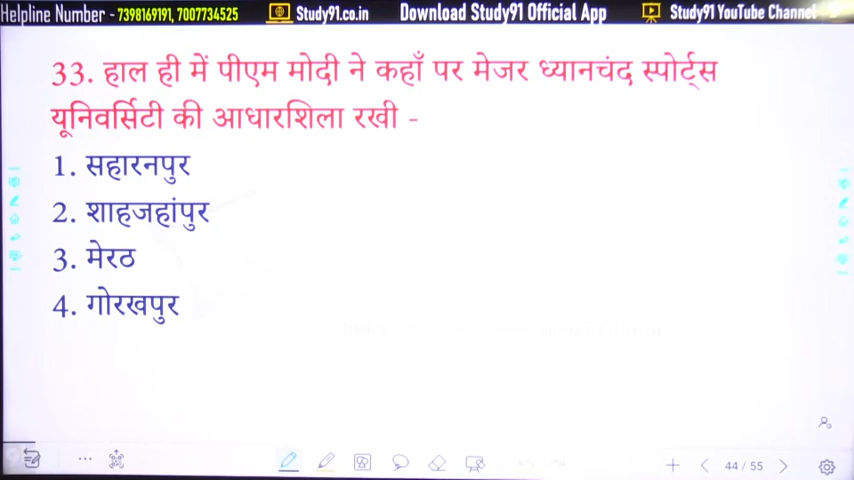 Helpline Number - 7398169191, 7007734525 Study91.co.in Download Study91 Official App Study91 YouTube Channel
33. हाल ही में पीएम मोदी ने कहाँ पर मेजर ध्यानचंद स्पोर्ट्स
यूनिवर्सिटी की आधारशिला रखी -
1. सहारनपुर
2. शाहजहांपुर
3. मेरठ
4. गोरखपुर
44 / 55